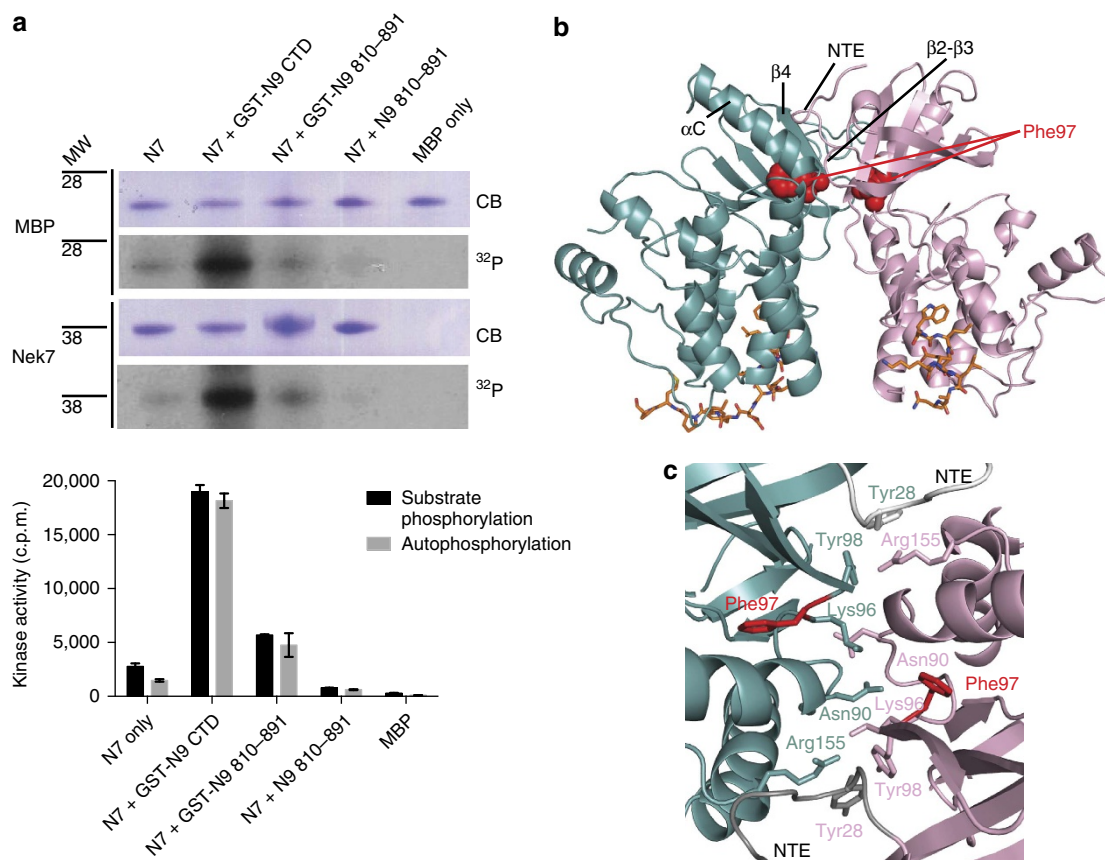 a
MW
N7
N7 + GST-N9 CTD
N7 + GST-N9 810–891
N7 + N9 810–891
MBP only
28
MBP
CB
28
32P
38
Nek7
CB
38
32P
Kinase activity (c.p.m.)
20,000
15,000
10,000
5,000
0
Substrate
phosphorylation
Autophosphorylation
N7 only
N7 + GST-N9 CTD
N7 + GST-N9 810–891
N7 + N9 810–891
MBP
b
NTE
β2-β3
β4
αC
Phe97
c
NTE
Tyr28
Tyr98
Arg155
Phe97
Lys96
Asn90
Phe97
Lys96
Asn90
Arg155
Tyr98
Tyr28
NTE